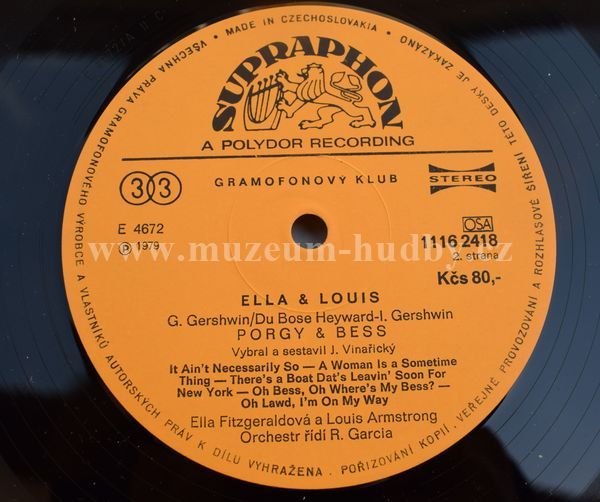 MADE IN CZECHOSLOVAKIA • VŠECHNA PRÁVA GRAMOFONOVÉHO VÝROBCE A VLASTNÍKŮ AUTORSKÝCH PRÁV K DÍLU VYHRAŽENA. POŘIZOVÁNÍ KOPIÍ, VEŘEJNÉ PROVOZOVÁNÍ A ROZHLASOVÉ ŠÍŘENÍ TÉTO DESKY JE ZAKÁZÁNO
SUPRAPHON
A POLYDOR RECORDING
33
GRAMOFONOVÝ KLUB
STEREO
E 4672
℗ 1979
OSA
1116 2418
2. strana
Kčs 80,-
www.muzeum-hudby.cz
ELLA & LOUIS
G. Gershwin/Du Bose Heyward-I. Gershwin
PORGY & BESS
Vybral a sestavil J. Vinařický
It Ain't Necessarily So — A Woman Is a Sometime
Thing — There's a Boat Dat's Leavin' Soon For
New York — Oh Bess, Oh Where's My Bess? —
Oh Lawd, I'm On My Way
Ella Fitzgeraldová a Louis Armstrong
Orchestr řídí R. Garcia